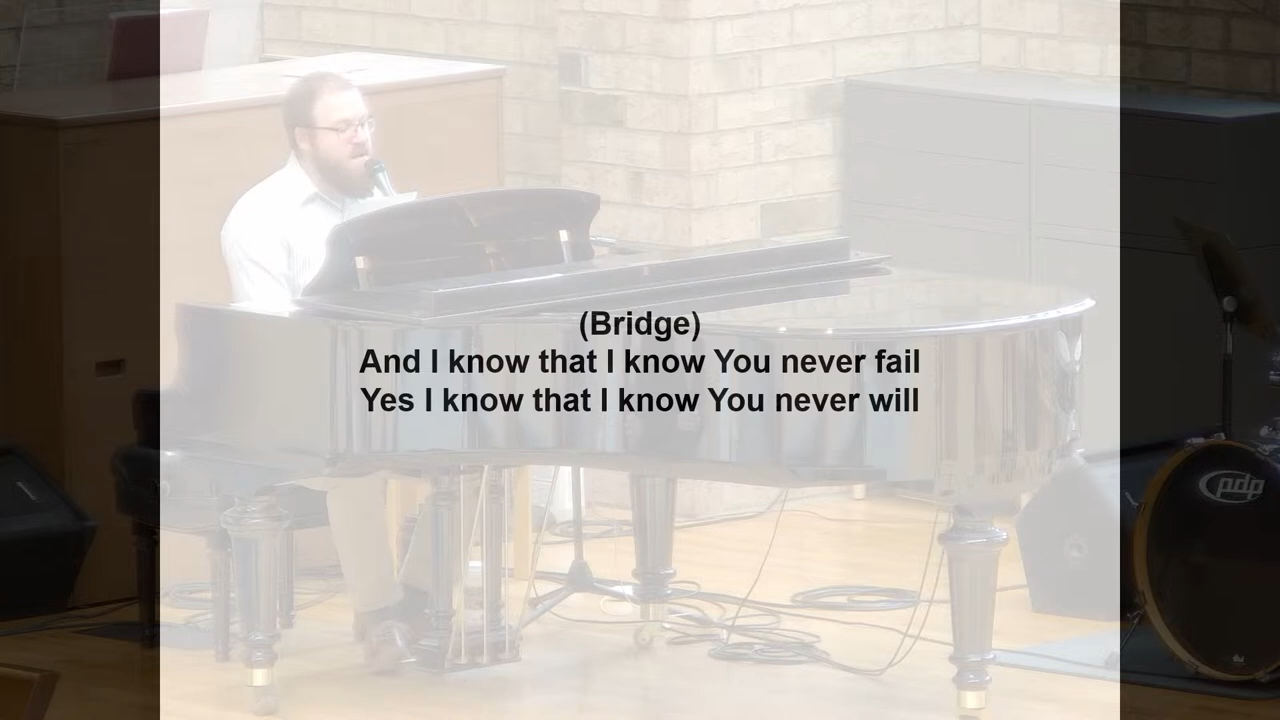 (Bridge)
And I know that I know You never fail
Yes I know that I know You never will
pdp